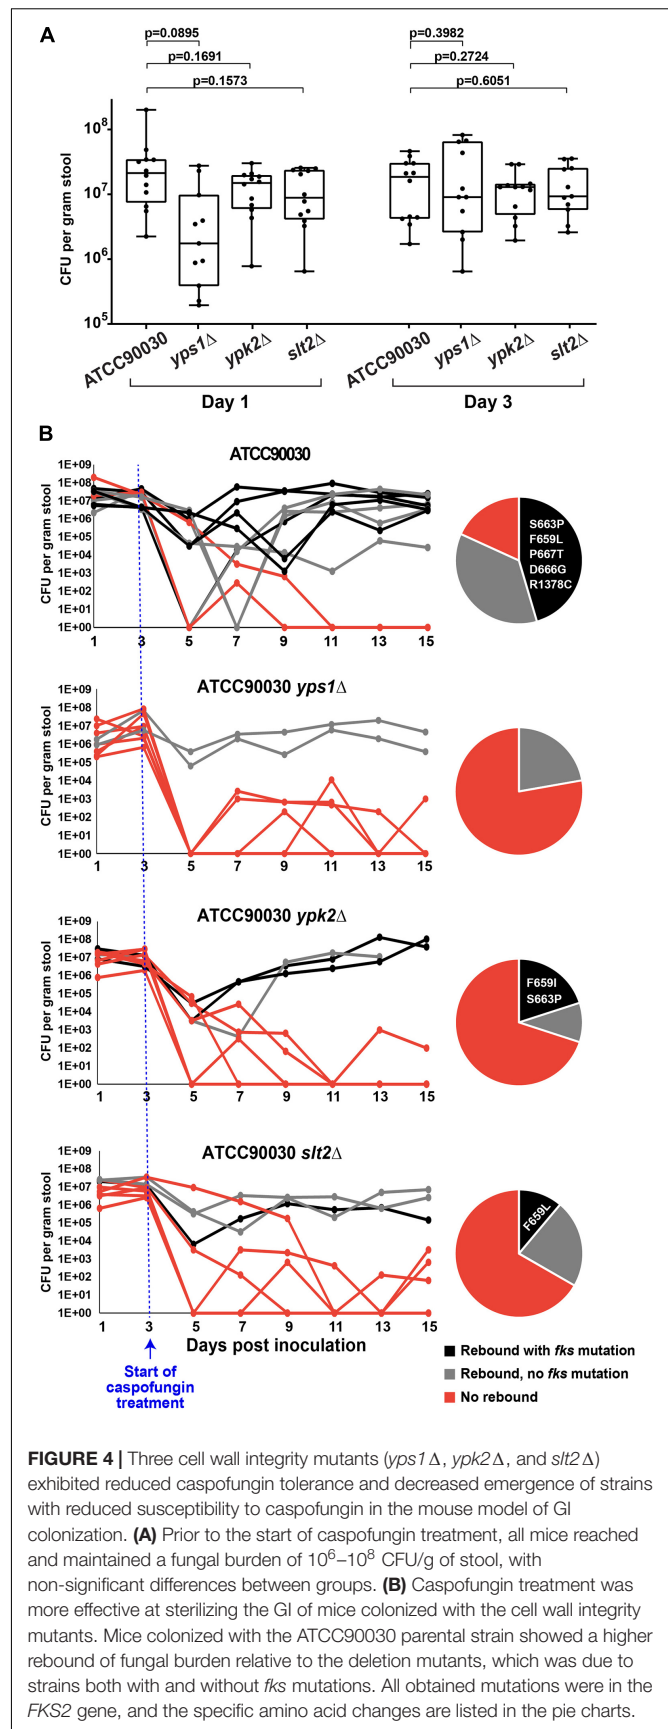 A
p=0.0895
p=0.1691
p=0.1573
p=0.3982
p=0.2724
p=0.6051
CFU per gram stool
10⁸
10⁷
10⁶
10⁵
ATCC90030
yps1Δ
ypk2Δ
slt2Δ
ATCC90030
yps1Δ
ypk2Δ
slt2Δ
Day 1
Day 3
B
ATCC90030
CFU per gram stool
1E+09
1E+08
1E+07
1E+06
1E+05
1E+04
1E+03
1E+02
1E+01
1E+00
1 3 5 7 9 11 13 15
S663P
F659L
P667T
D666G
R1378C
ATCC90030 yps1Δ
CFU per gram stool
1E+09
1E+08
1E+07
1E+06
1E+05
1E+04
1E+03
1E+02
1E+01
1E+00
1 3 5 7 9 11 13 15
ATCC90030 ypk2Δ
CFU per gram stool
1E+09
1E+08
1E+07
1E+06
1E+05
1E+04
1E+03
1E+02
1E+01
1E+00
1 3 5 7 9 11 13 15
F659I
S663P
ATCC90030 slt2Δ
CFU per gram stool
1E+09
1E+08
1E+07
1E+06
1E+05
1E+04
1E+03
1E+02
1E+01
1E+00
1 3 5 7 9 11 13 15
F659L
Days post inoculation
Start of
caspofungin
treatment
Rebound with fks mutation
Rebound, no fks mutation
No rebound
FIGURE 4 | Three cell wall integrity mutants (yps1Δ, ypk2Δ, and slt2Δ)
exhibited reduced caspofungin tolerance and decreased emergence of strains
with reduced susceptibility to caspofungin in the mouse model of GI
colonization. (A) Prior to the start of caspofungin treatment, all mice reached
and maintained a fungal burden of 10⁶–10⁸ CFU/g of stool, with
non-significant differences between groups. (B) Caspofungin treatment was
more effective at sterilizing the GI of mice colonized with the cell wall integrity
mutants. Mice colonized with the ATCC90030 parental strain showed a higher
rebound of fungal burden relative to the deletion mutants, which was due to
strains both with and without fks mutations. All obtained mutations were in the
FKS2 gene, and the specific amino acid changes are listed in the pie charts.